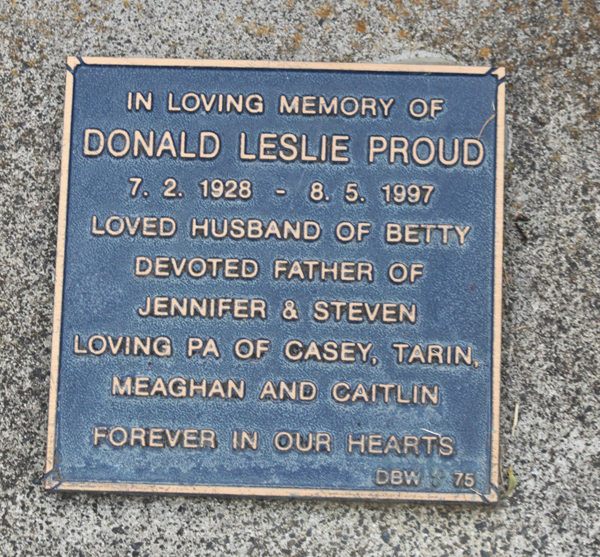 IN LOVING MEMORY OF
DONALD LESLIE PROUD
7. 2. 1928 - 8. 5. 1997
LOVED HUSBAND OF BETTY
DEVOTED FATHER OF
JENNIFER & STEVEN
LOVING PA OF CASEY, TARIN,
MEAGHAN AND CAITLIN
FOREVER IN OUR HEARTS
DBW 75